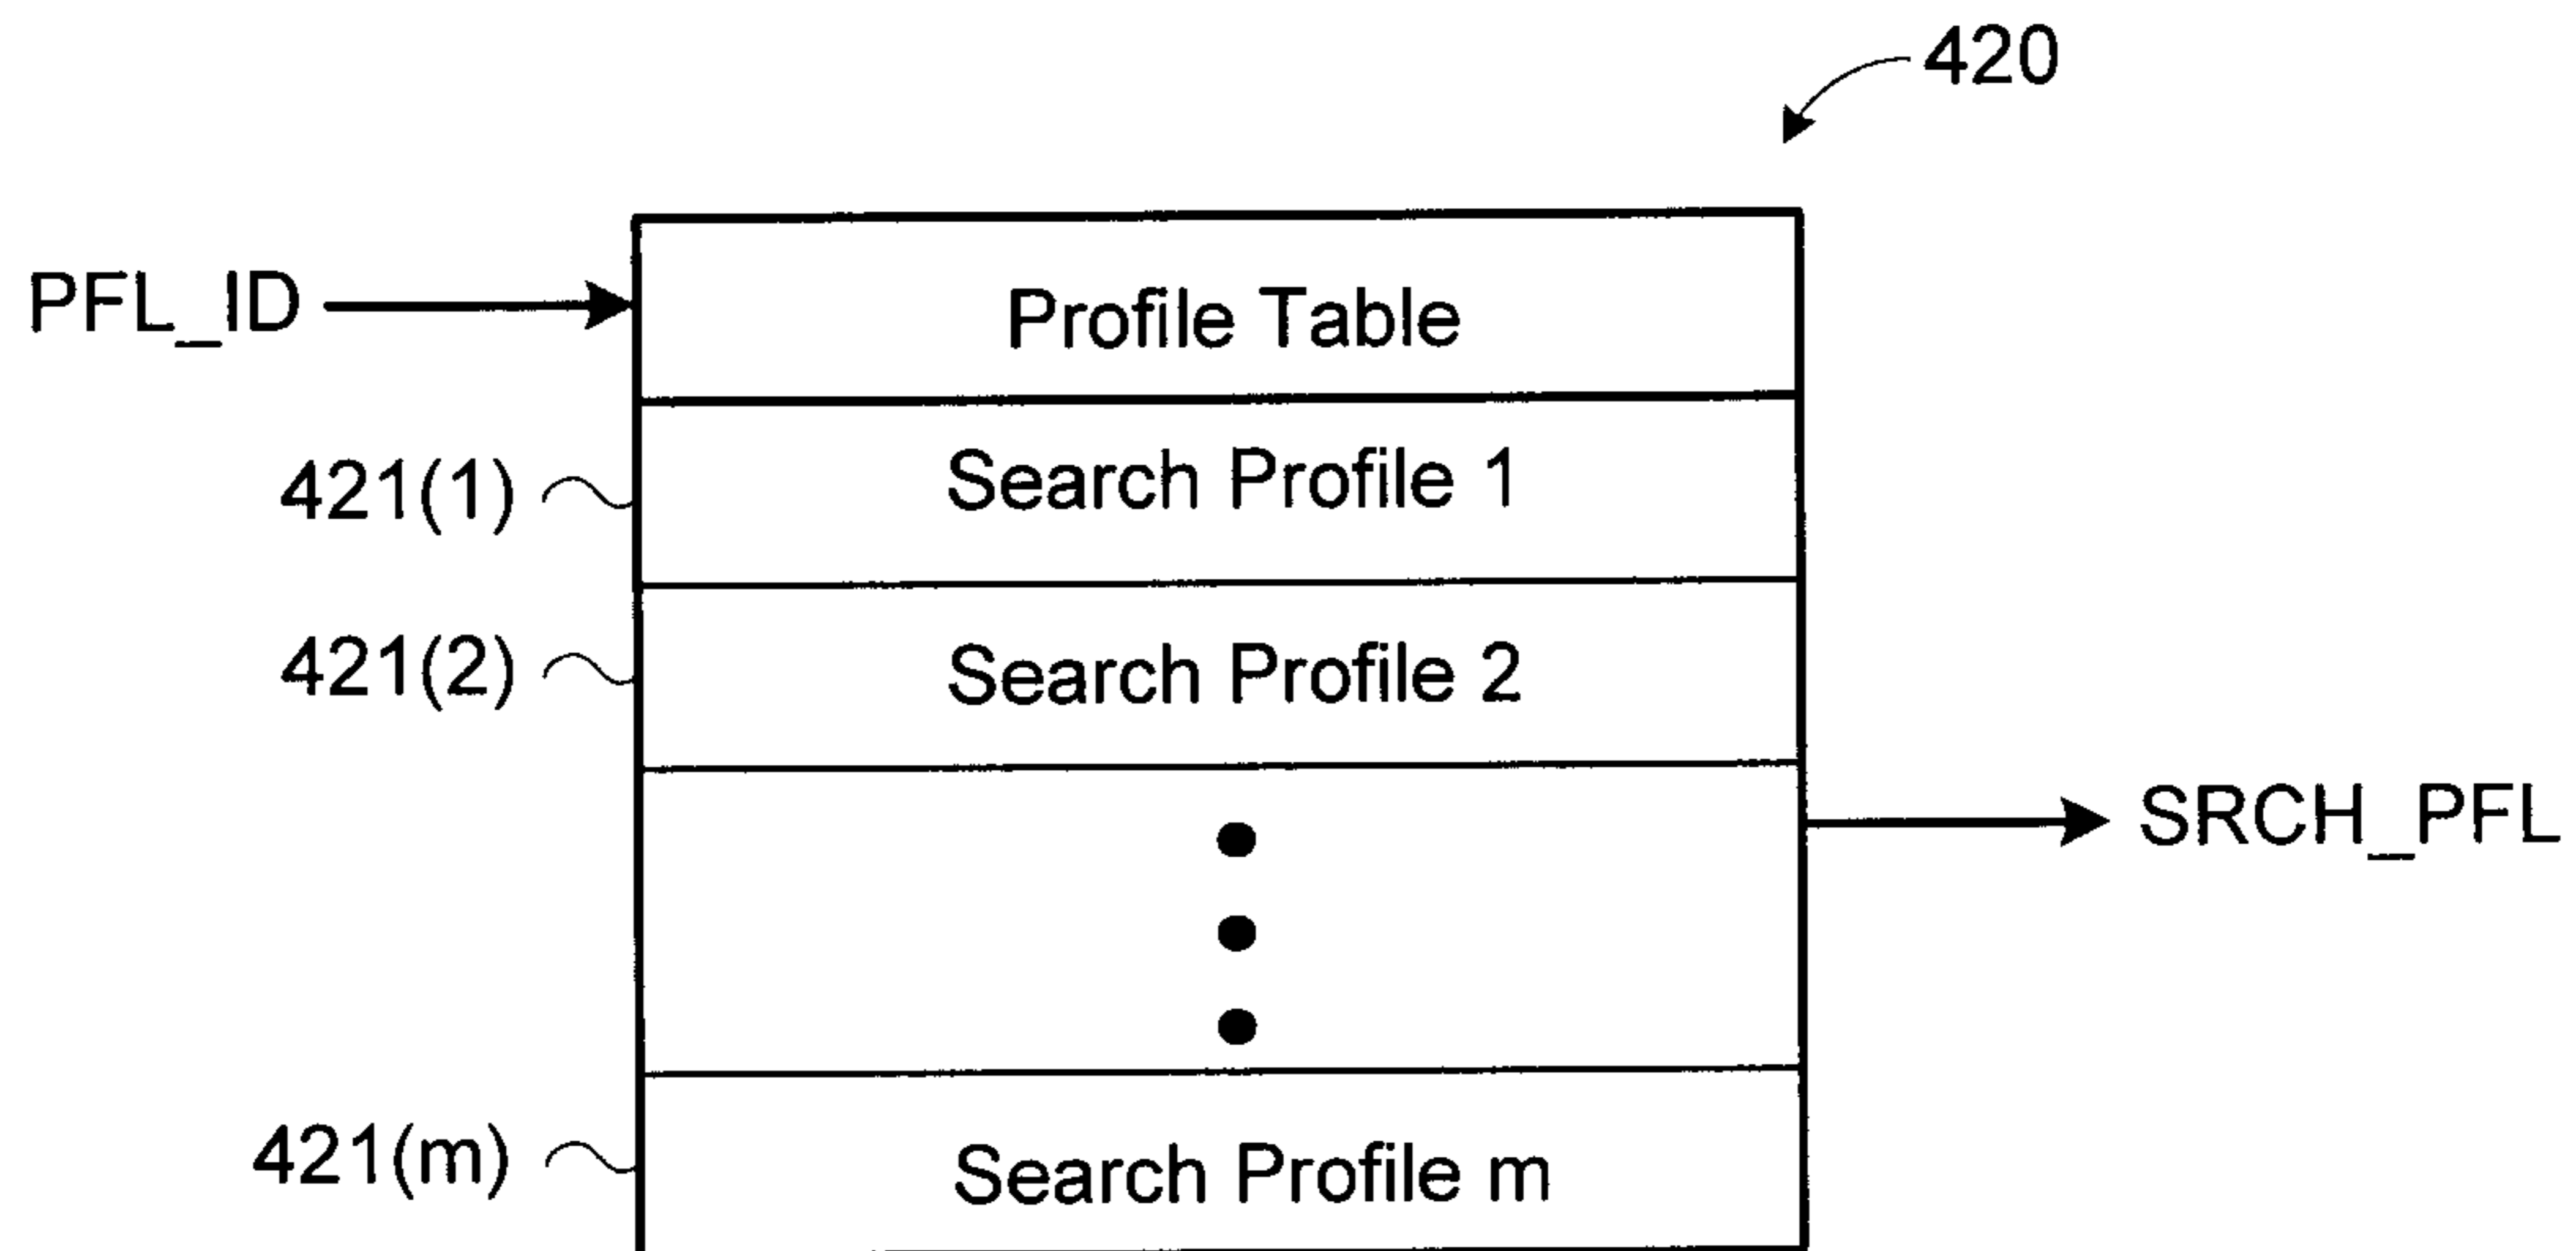 420
PFL_ID
Profile Table
421(1)
Search Profile 1
421(2)
Search Profile 2
SRCH_PFL
421(m)
Search Profile m